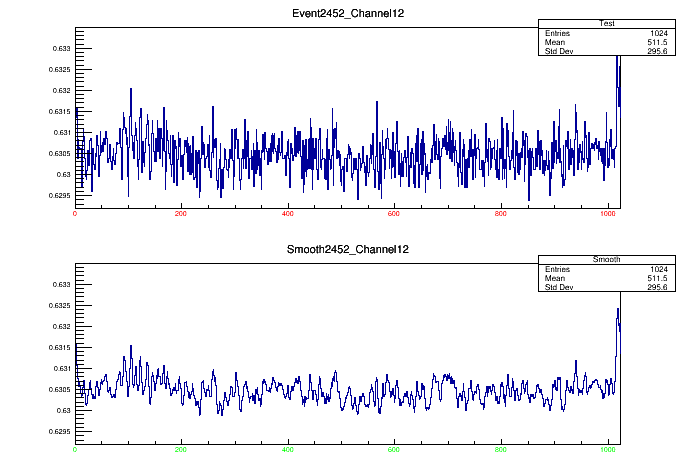 Event2452_Channel12
Test
Entries 1024
Mean 511.5
Std Dev 295.6
0.633
0.6325
0.632
0.6315
0.631
0.6305
0.63
0.6295
0 200 400 600 800 1000
Smooth2452_Channel12
Smooth
Entries 1024
Mean 511.5
Std Dev 295.6
0.633
0.6325
0.632
0.6315
0.631
0.6305
0.63
0.6295
0 200 400 600 800 1000